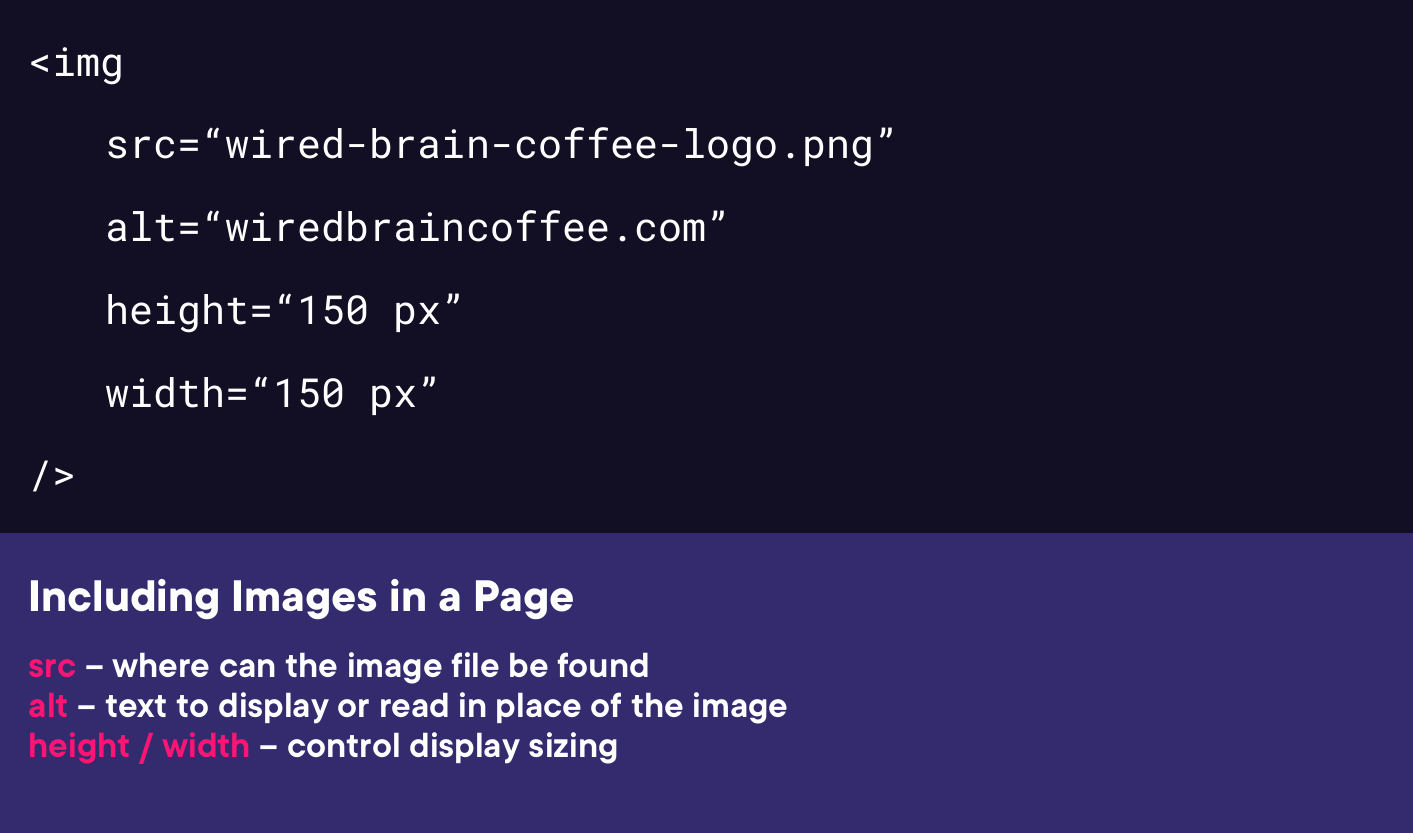 <img
src=“wired-brain-coffee-logo.png”
alt=“wiredbraincoffee.com”
height=“150 px”
width=“150 px”
/>
Including Images in a Page
src – where can the image file be found
alt – text to display or read in place of the image
height / width – control display sizing